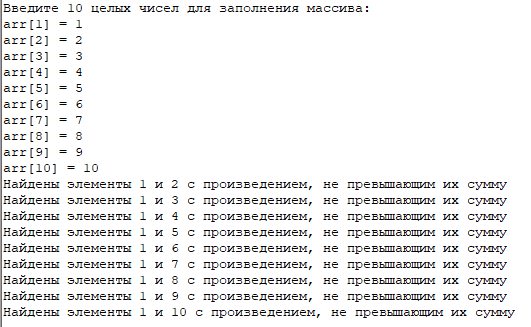 Введите 10 целых чисел для заполнения массива:
arr[1] = 1
arr[2] = 2
arr[3] = 3
arr[4] = 4
arr[5] = 5
arr[6] = 6
arr[7] = 7
arr[8] = 8
arr[9] = 9
arr[10] = 10
Найдены элементы 1 и 2 с произведением, не превышающим их сумму
Найдены элементы 1 и 3 с произведением, не превышающим их сумму
Найдены элементы 1 и 4 с произведением, не превышающим их сумму
Найдены элементы 1 и 5 с произведением, не превышающим их сумму
Найдены элементы 1 и 6 с произведением, не превышающим их сумму
Найдены элементы 1 и 7 с произведением, не превышающим их сумму
Найдены элементы 1 и 8 с произведением, не превышающим их сумму
Найдены элементы 1 и 9 с произведением, не превышающим их сумму
Найдены элементы 1 и 10 с произведением, не превышающим их сумму